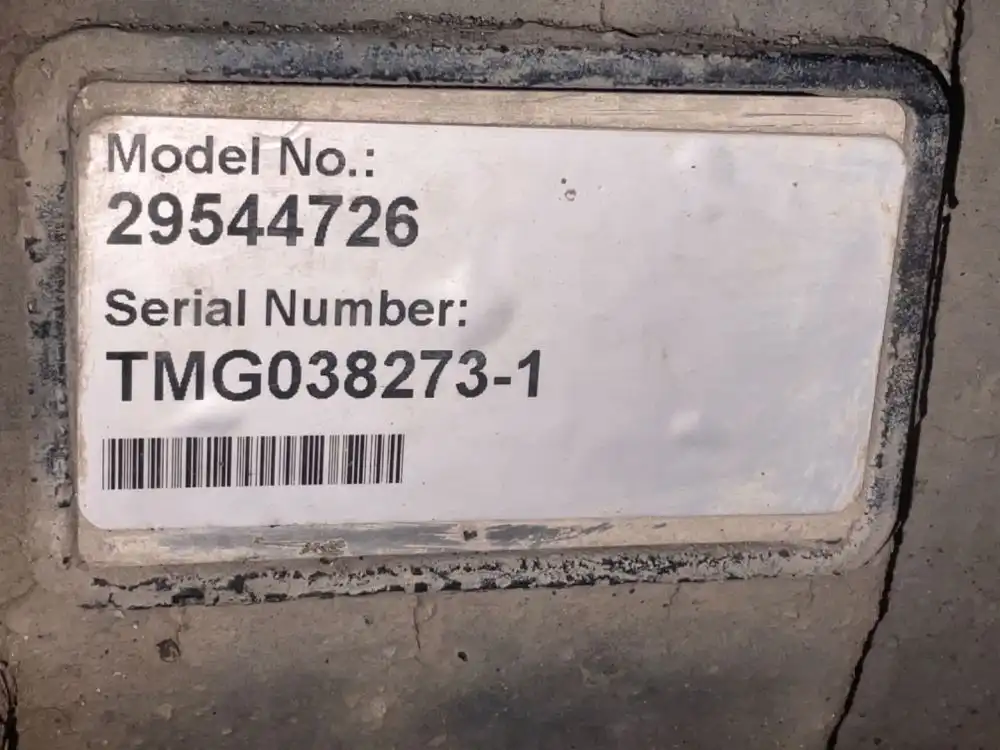 Model No.:
29544726
Serial Number:
TMG038273-1